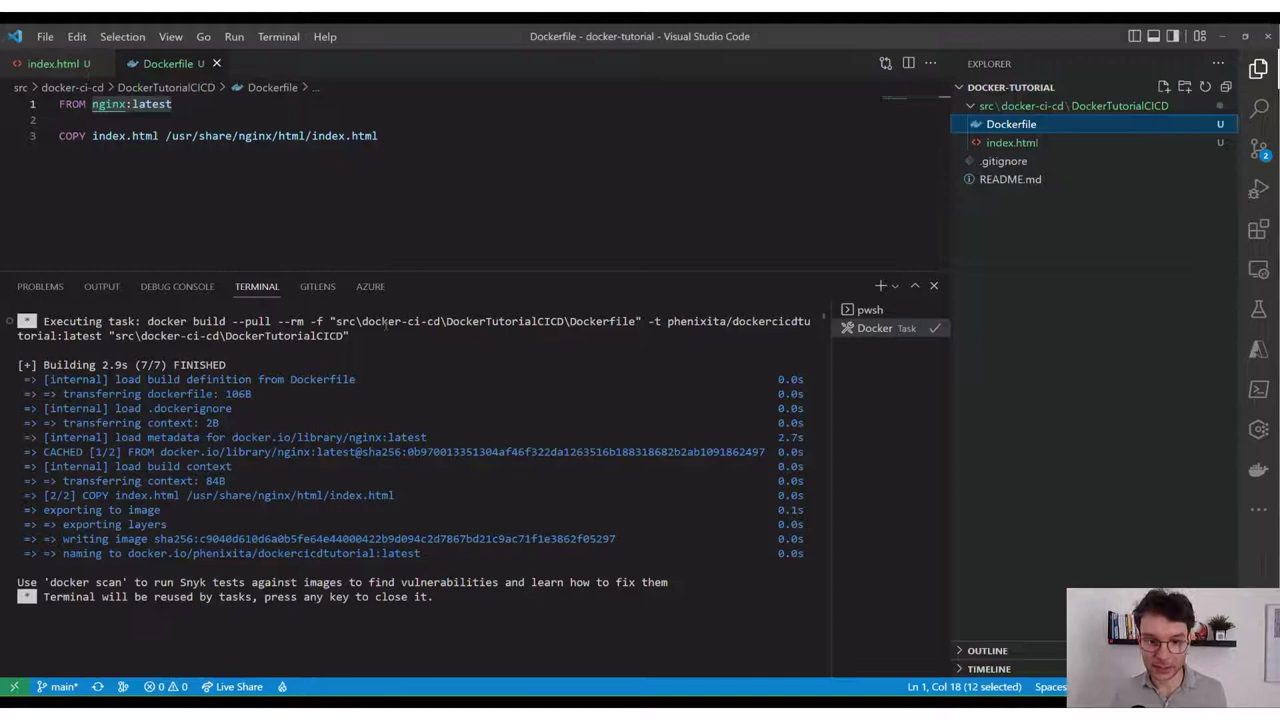 File Edit Selection View Go Run Terminal Help
Dockerfile - docker-tutorial - Visual Studio Code
index.html U Dockerfile U
src > docker-ci-cd > DockerTutorialCICD > Dockerfile > ...
1 FROM nginx:latest
2
3 COPY index.html /usr/share/nginx/html/index.html
EXPLORER
DOCKER-TUTORIAL
src \ docker-ci-cd \ DockerTutorialCICD
Dockerfile U
index.html U
.gitignore
README.md
PROBLEMS OUTPUT DEBUG CONSOLE TERMINAL GITLENS AZURE
* Executing task: docker build --pull --rm -f "src\docker-ci-cd\DockerTutorialCICD\Dockerfile" -t phenixita/dockercicdtu
torial:latest "src\docker-ci-cd\DockerTutorialCICD"
[+] Building 2.9s (7/7) FINISHED
=> [internal] load build definition from Dockerfile 0.0s
=> => transferring dockerfile: 106B 0.0s
=> [internal] load .dockerignore 0.0s
=> => transferring context: 2B 0.0s
=> [internal] load metadata for docker.io/library/nginx:latest 2.7s
=> CACHED [1/2] FROM docker.io/library/nginx:latest@sha256:0b970013351304af46f322da1263516b188318682b2ab1091862497 0.0s
=> [internal] load build context 0.0s
=> => transferring context: 84B 0.0s
=> [2/2] COPY index.html /usr/share/nginx/html/index.html 0.0s
=> exporting to image 0.1s
=> => exporting layers 0.0s
=> => writing image sha256:c9040d610d6a0b5fe64e44000422b9d094c2d7867bd21c9ac71f1e3862f05297 0.0s
=> => naming to docker.io/phenixita/dockercicdtutorial:latest 0.0s
Use 'docker scan' to run Snyk tests against images to find vulnerabilities and learn how to fix them
* Terminal will be reused by tasks, press any key to close it.
pwsh
Docker Task
2
OUTLINE
TIMELINE
main* 0 0 Live Share
Ln 1, Col 18 (12 selected) Spaces